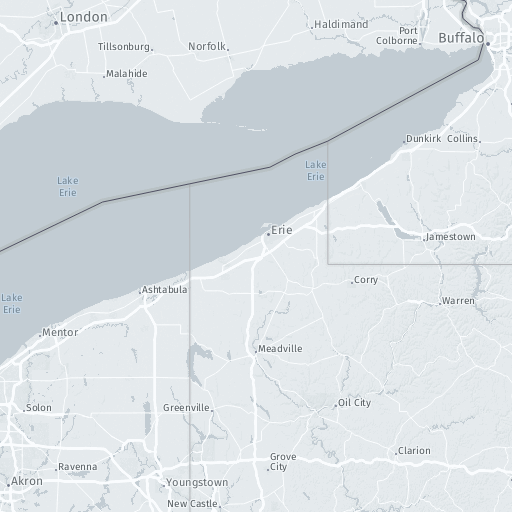 London
Haldimand
Port
Colborne
Buffalo
Tillsonburg
Norfolk
Malahide
Dunkirk
Collins
Lake
Erie
Lake
Erie
Erie
Jamestown
Corry
Ashtabula
Lake
Erie
Warren
Mentor
Meadville
Solon
Greenville
Oil City
Clarion
Grove
City
Ravenna
Akron
Youngstown
New Castle